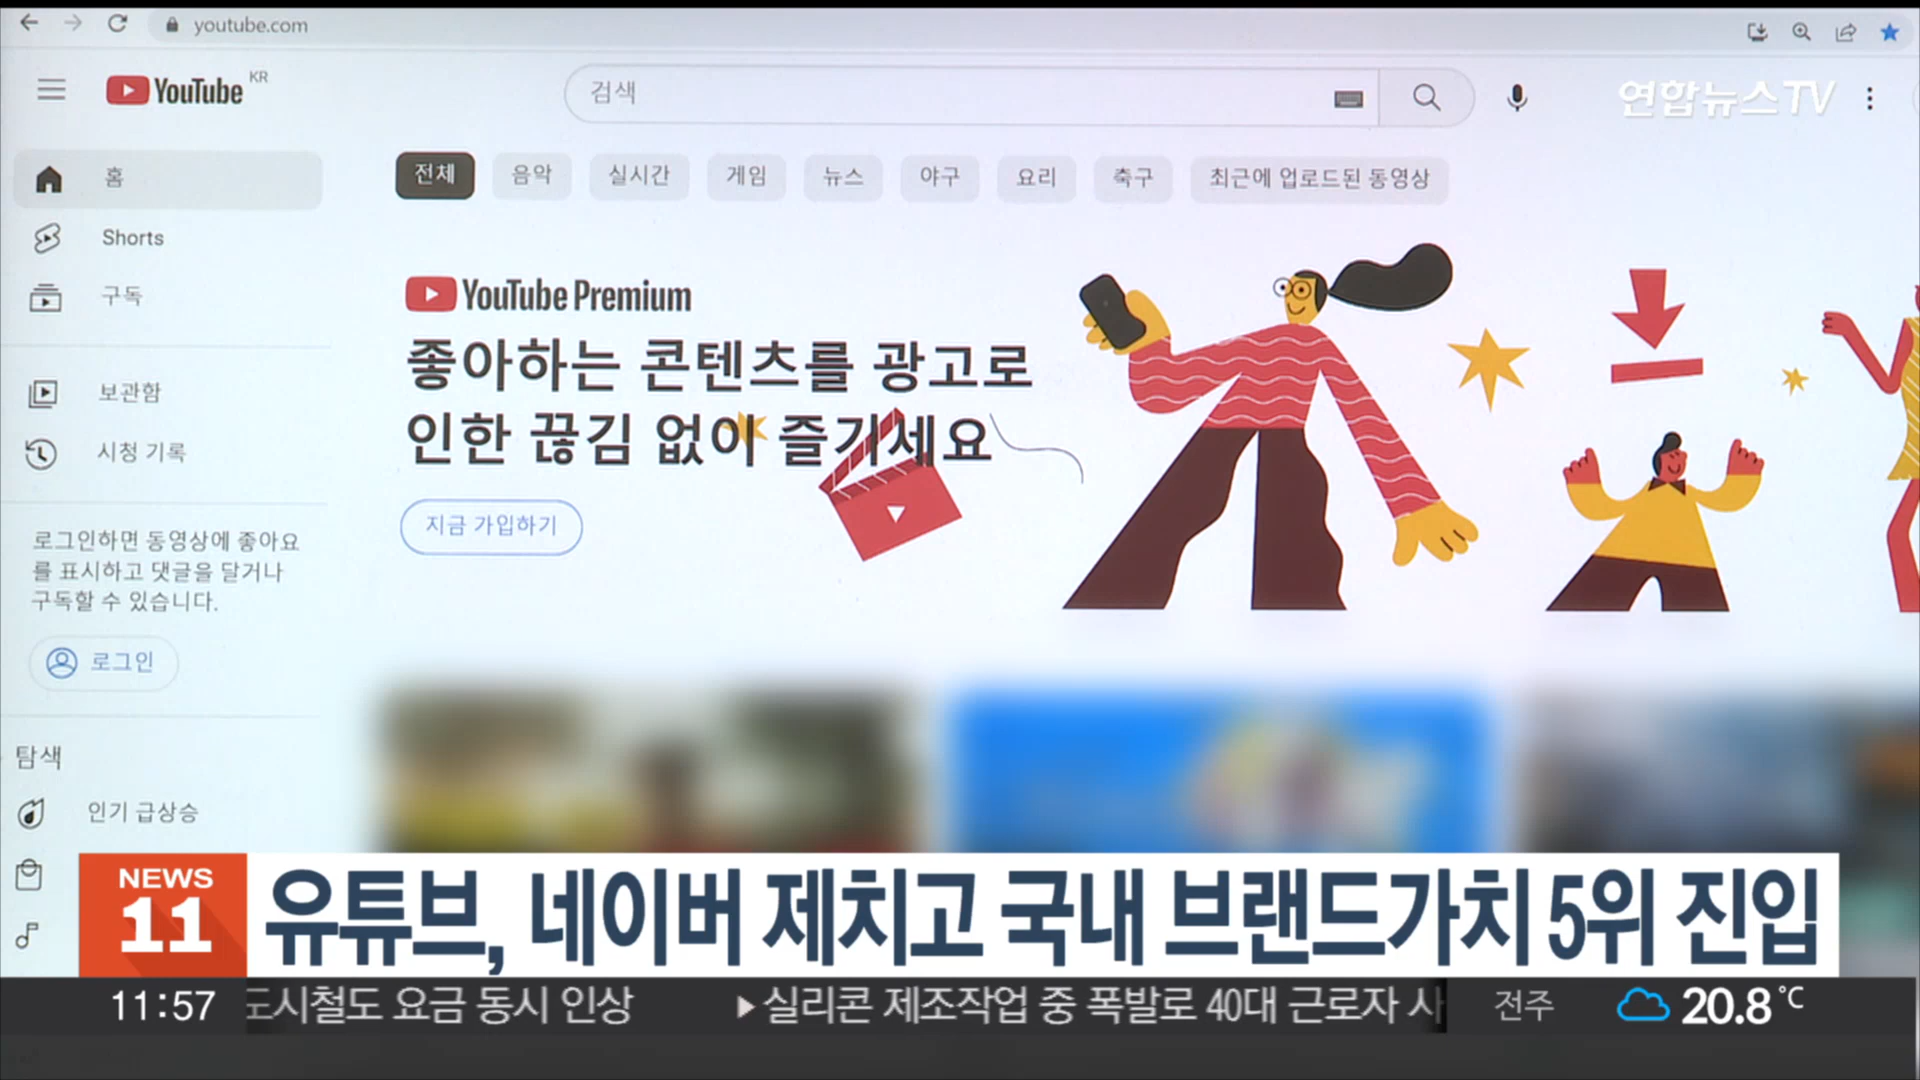 youtube.com
YouTube KR
검색
연합뉴스TV
전체 음악 실시간 게임 뉴스 야구 요리 축구 최근에 업로드된 동영상
홈
Shorts
구독
보관함
시청 기록
로그인하면 동영상에 좋아요
를 표시하고 댓글을 달거나
구독할 수 있습니다.
로그인
탐색
인기 급상승
YouTube Premium
좋아하는 콘텐츠를 광고로
인한 끊김 없이 즐기세요
지금 가입하기
NEWS
11
유튜브, 네이버 제치고 국내 브랜드가치 5위 진입
11:57 도시철도 요금 동시 인상 ▶실리콘 제조작업 중 폭발로 40대 근로자 사 전주 20.8℃